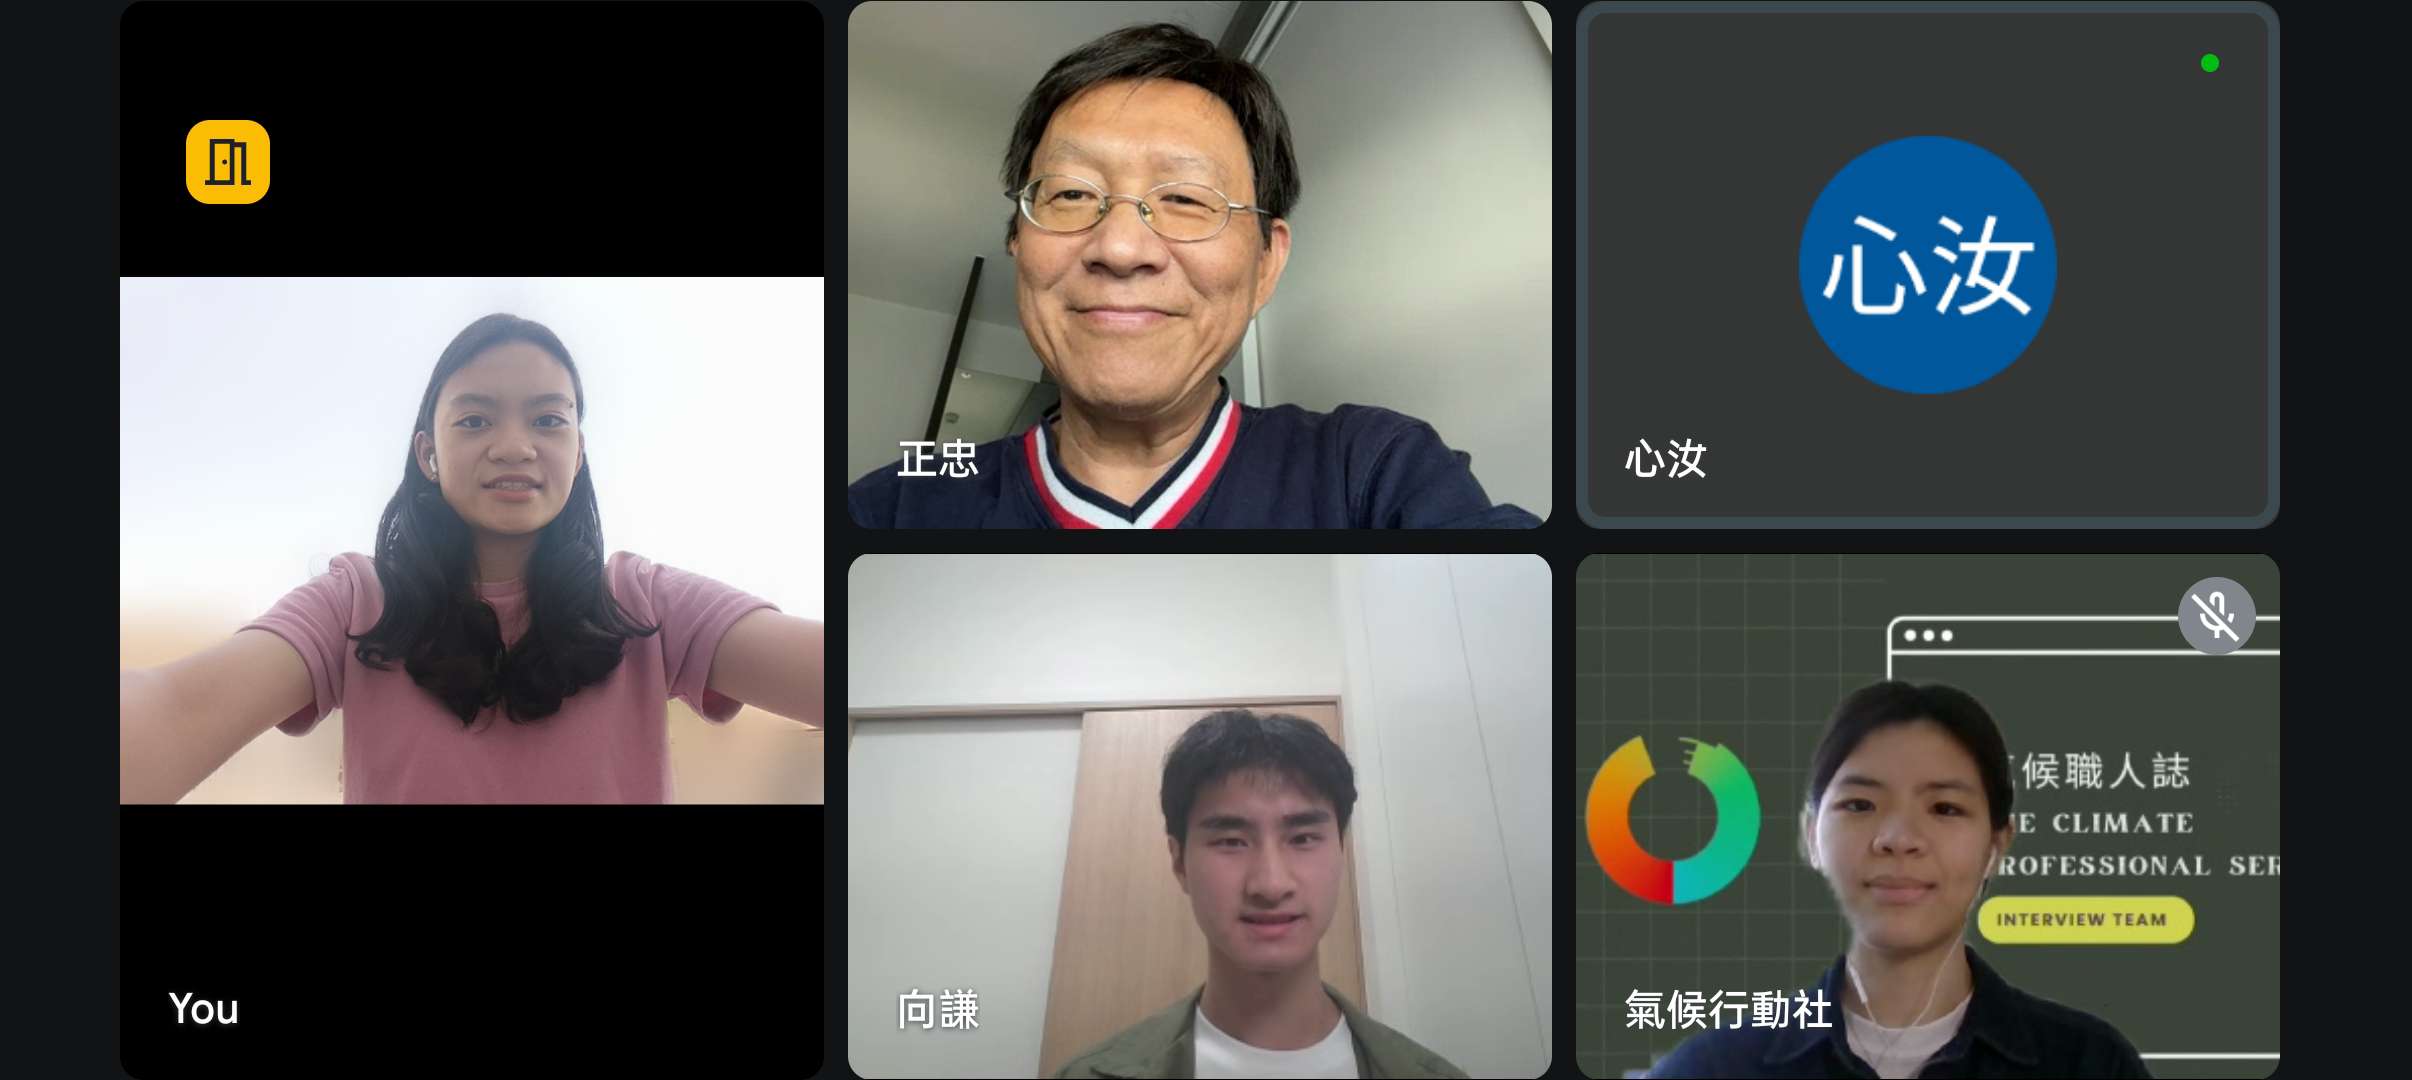 You
正忠
心汝
心汝
向謙
候職人誌
E CLIMATE
ROFESSIONAL SER
INTERVIEW TEAM
氣候行動社